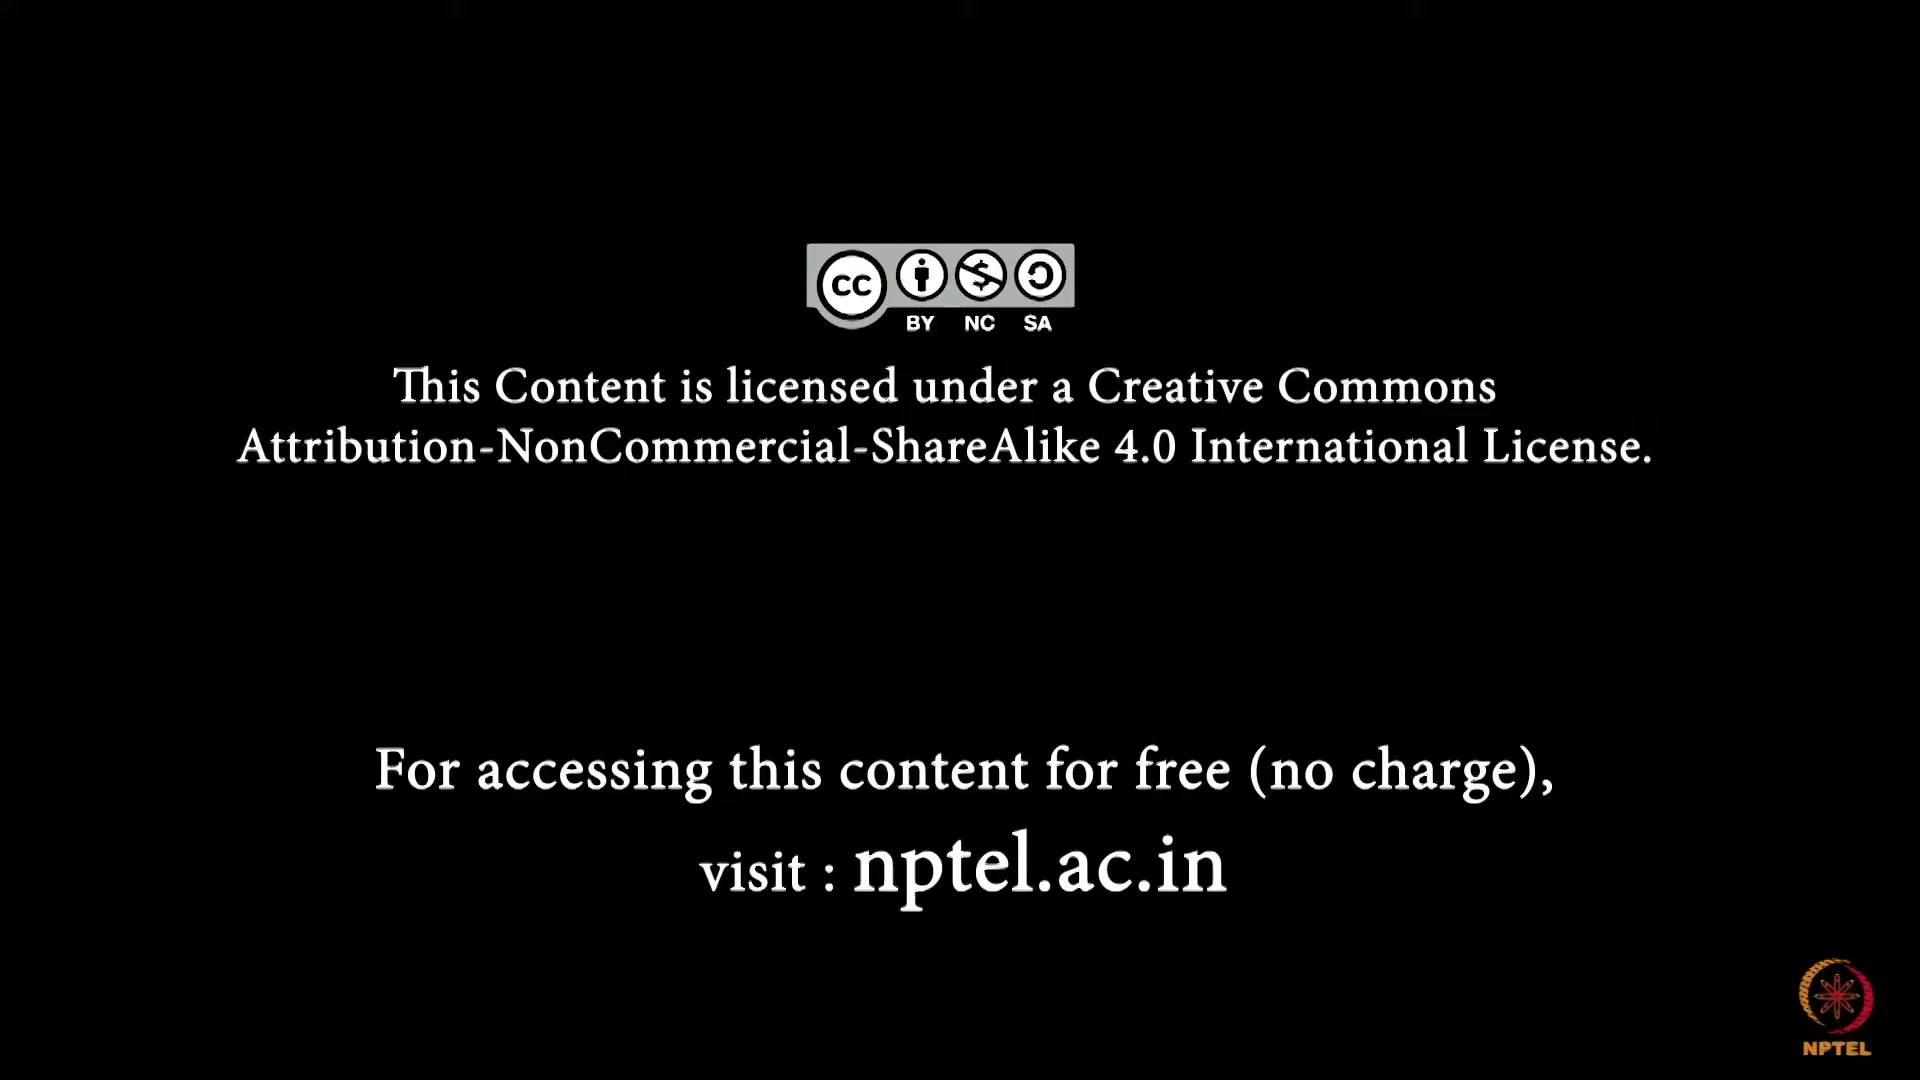 cc
BY NC SA
This Content is licensed under a Creative Commons
Attribution-NonCommercial-ShareAlike 4.0 International License.
For accessing this content for free (no charge),
visit : nptel.ac.in
NPTEL